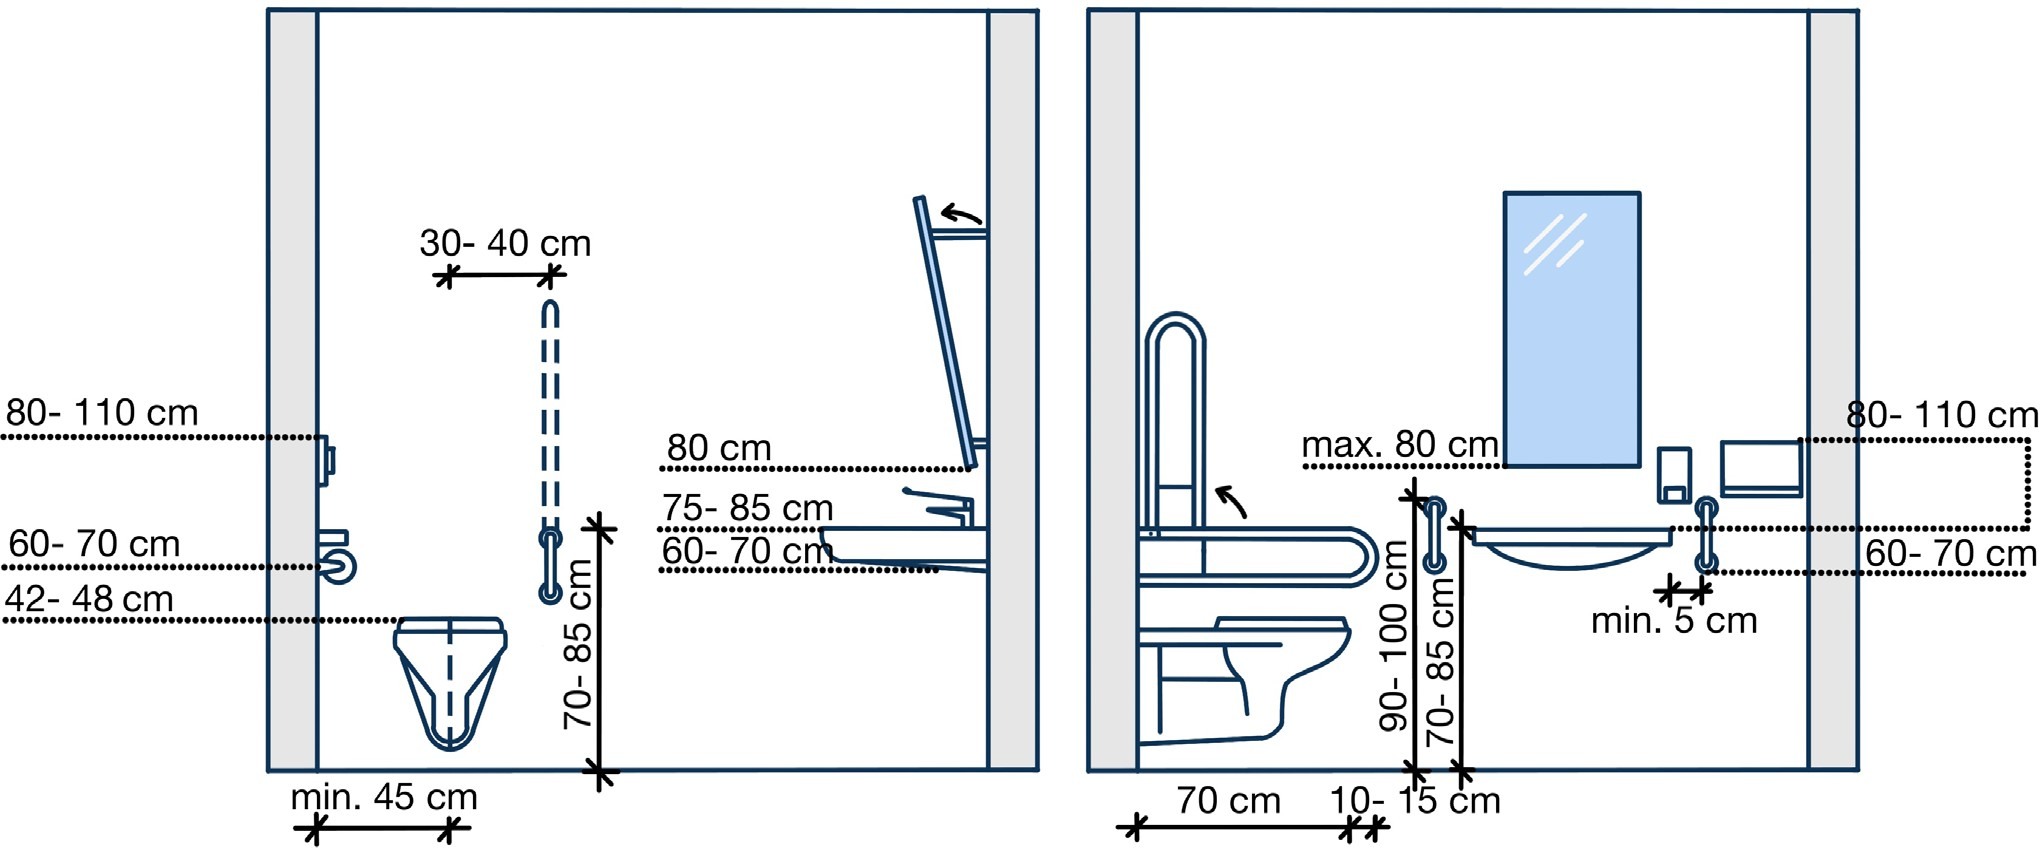 30- 40 cm
80- 110 cm
80 cm
75- 85 cm
60- 70 cm
60- 70 cm
42- 48 cm
70- 85 cm
min. 45 cm
80- 110 cm
max. 80 cm
60- 70 cm
min. 5 cm
90- 100 cm
70- 85 cm
70 cm
10- 15 cm